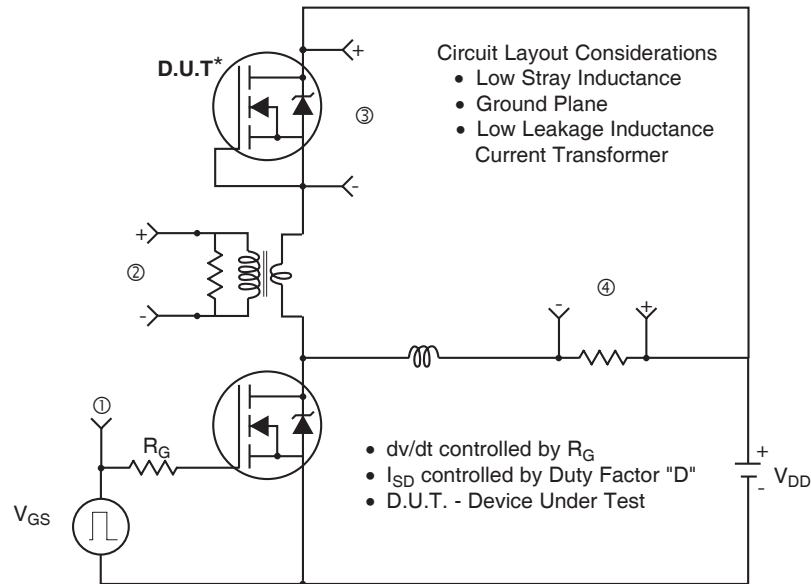 D.U.T*
+
Circuit Layout Considerations
• Low Stray Inductance
• Ground Plane
• Low Leakage Inductance
Current Transformer
③
-
+
②
-
④
-
+
①
R_G
V_GS
• dv/dt controlled by R_G
• I_SD controlled by Duty Factor "D"
• D.U.T. - Device Under Test
+
V_DD
-